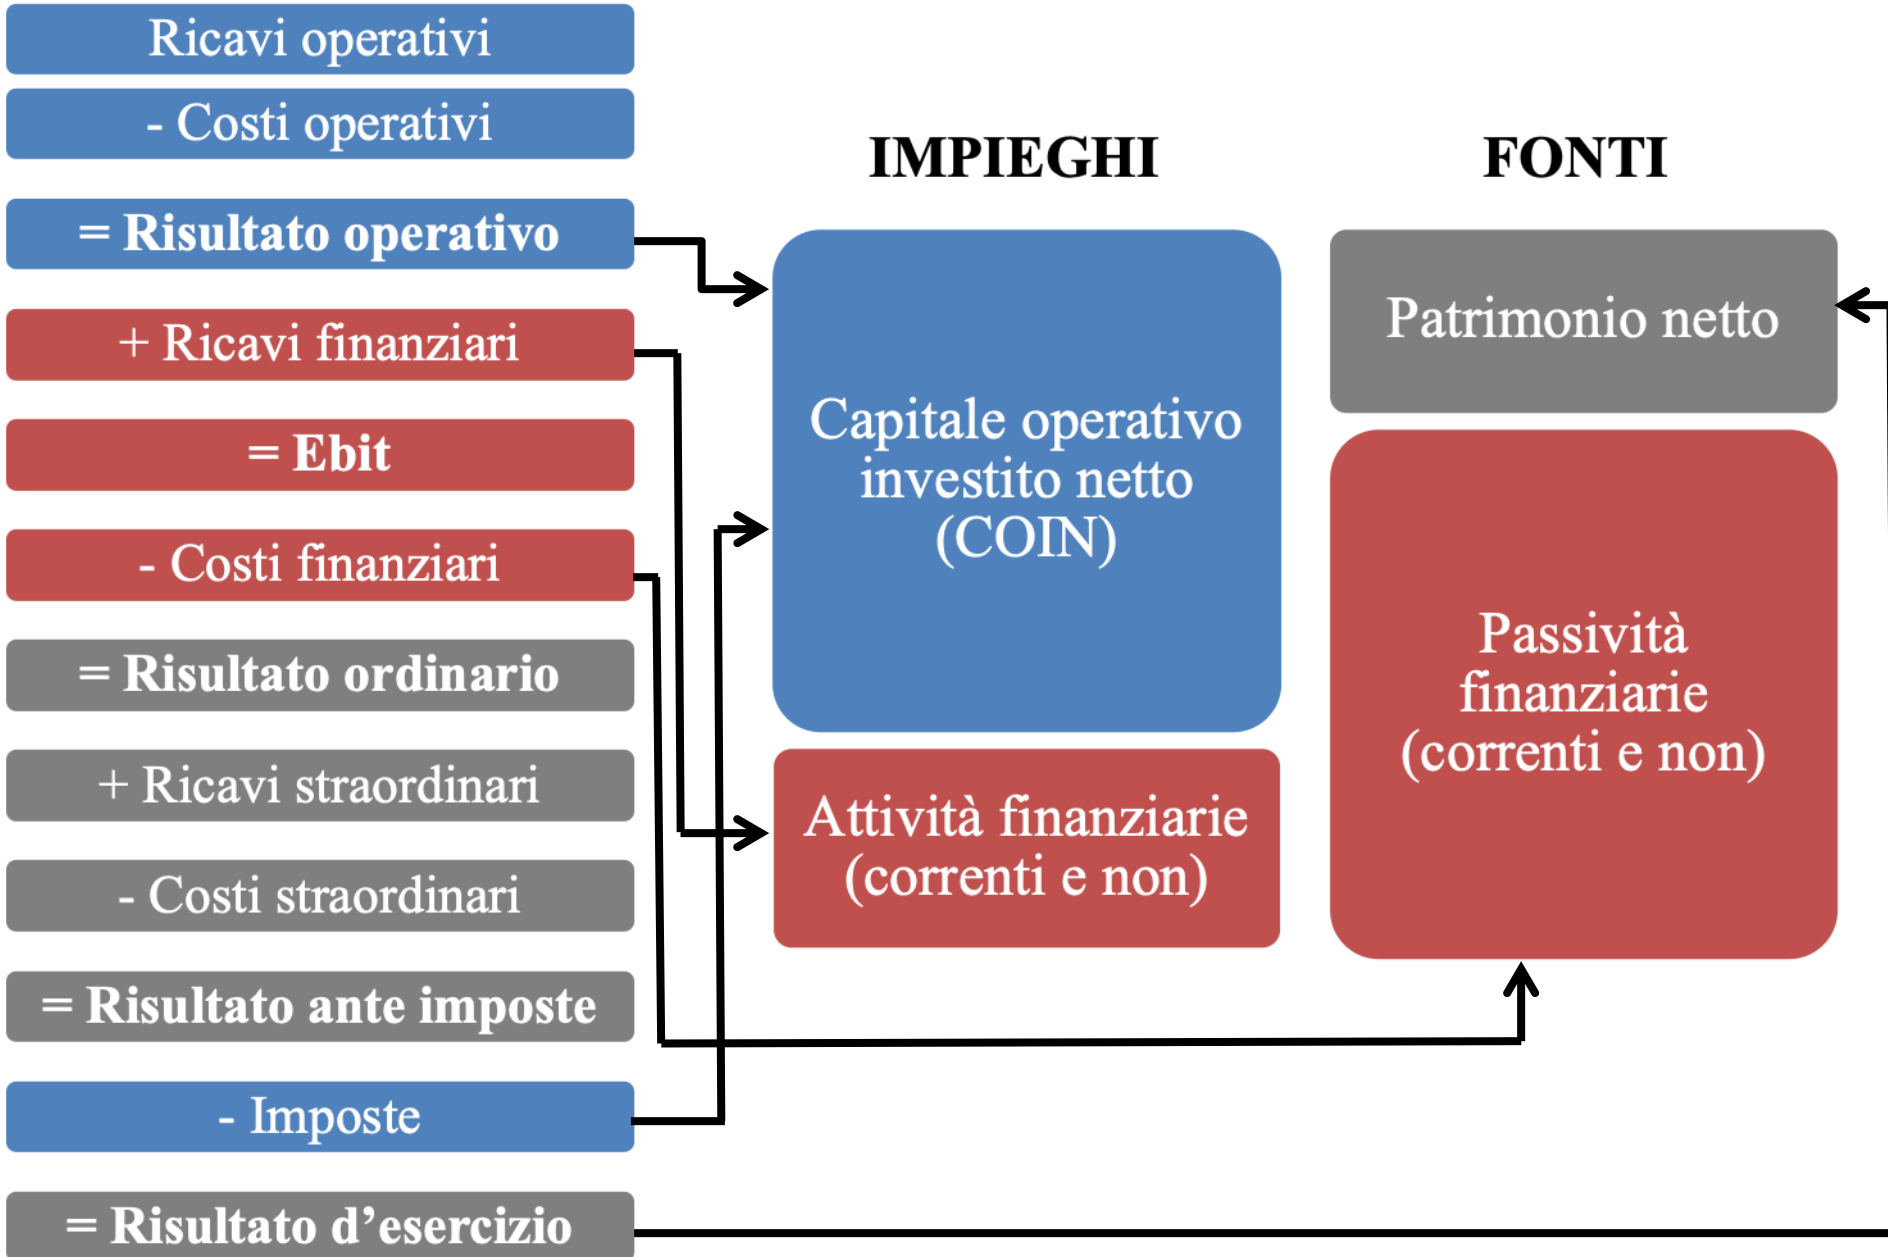 Ricavi operativi
- Costi operativi
= Risultato operativo
+ Ricavi finanziari
= Ebit
- Costi finanziari
= Risultato ordinario
+ Ricavi straordinari
- Costi straordinari
= Risultato ante imposte
- Imposte
= Risultato d’esercizio
IMPIEGHI
Capitale operativo
investito netto
(COIN)
Attività finanziarie
(correnti e non)
FONTI
Patrimonio netto
Passività
finanziarie
(correnti e non)